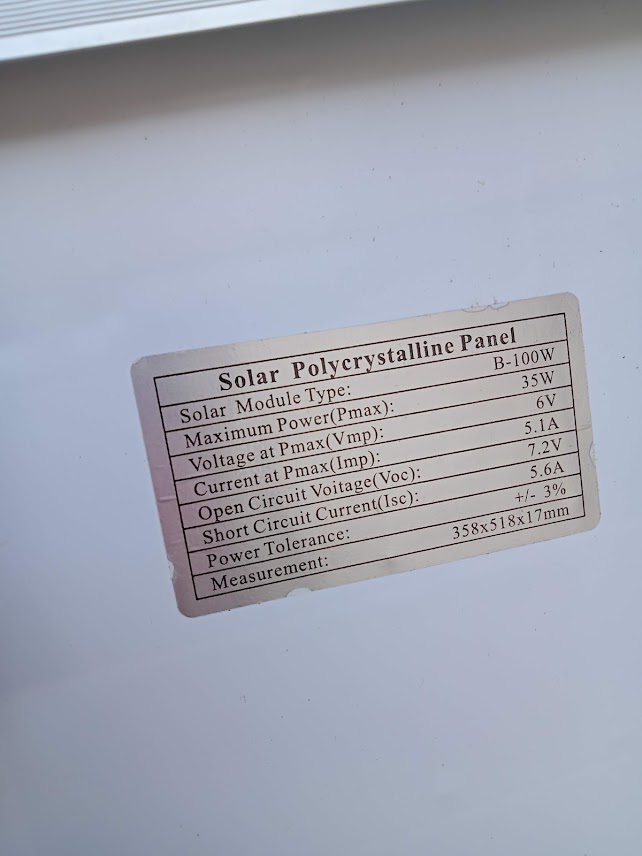 Solar Polycrystalline Panel
Solar Module Type: B-100W
Maximum Power(Pmax): 35W
Voltage at Pmax(Vmp): 6V
Current at Pmax(Imp): 5.1A
Open Circuit Voitage(Voc): 7.2V
Short Circuit Current(Isc): 5.6A
Power Tolerance: +/- 3%
Measurement: 358x518x17mm